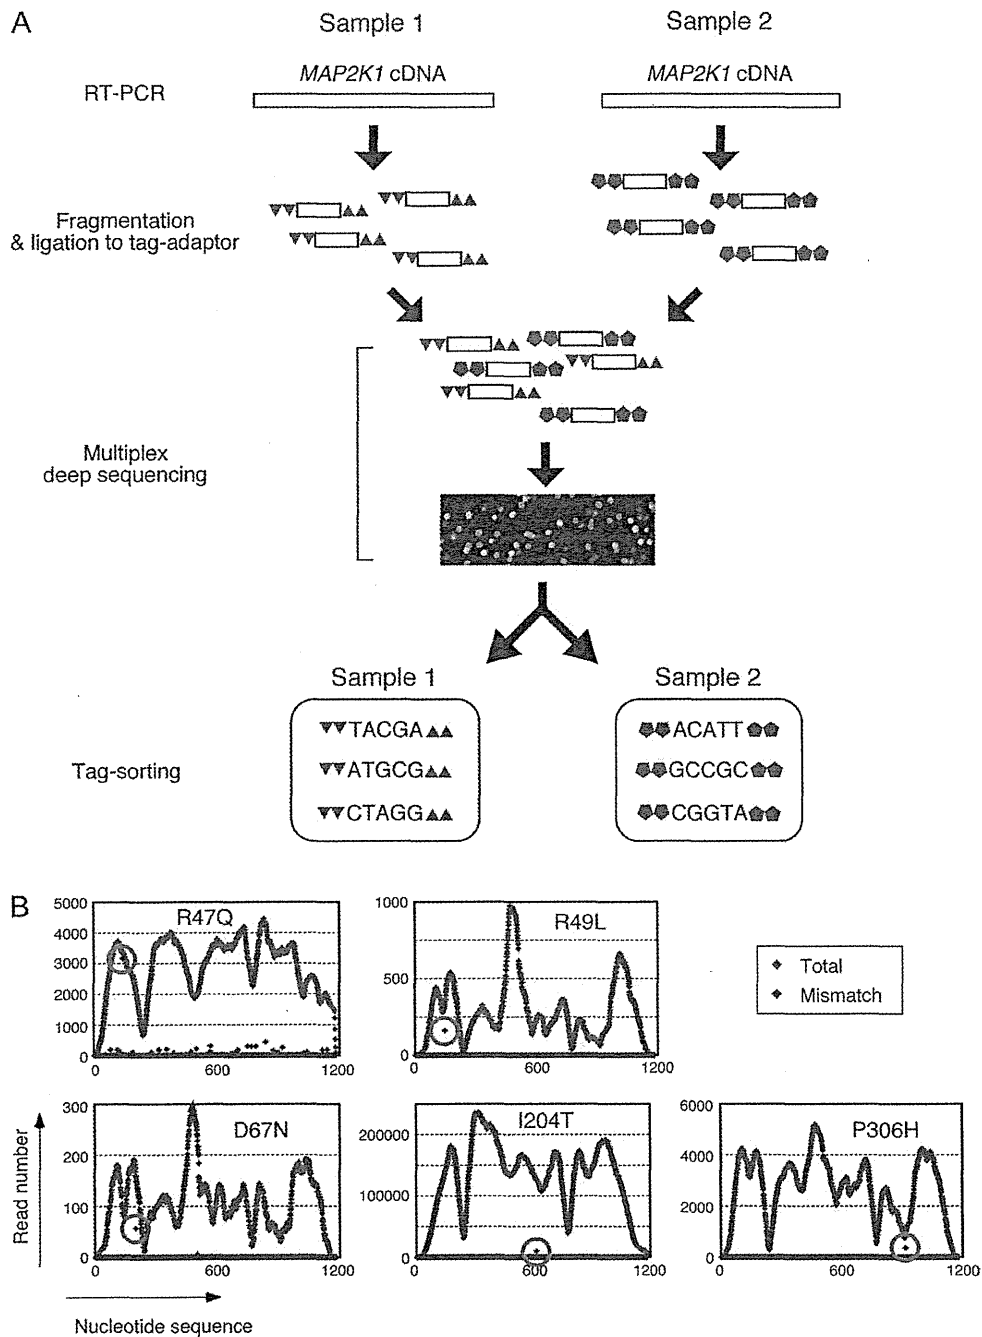 A
Sample 1
Sample 2
RT-PCR
MAP2K1 cDNA
MAP2K1 cDNA
Fragmentation
& ligation to tag-adaptor
Multiplex
deep sequencing
Sample 1
Sample 2
Tag-sorting
TACGA
ATGCG
CTAGG
ACATT
GCCGC
CGGTA
B
R47Q
5000
4000
3000
2000
1000
0
0 600 1200
R49L
1000
500
0
0 600 1200
Total
Mismatch
D67N
300
200
100
0
0 600 1200
I204T
200000
100000
0
0 600 1200
P306H
6000
4000
2000
0
0 600 1200
Read number
Nucleotide sequence